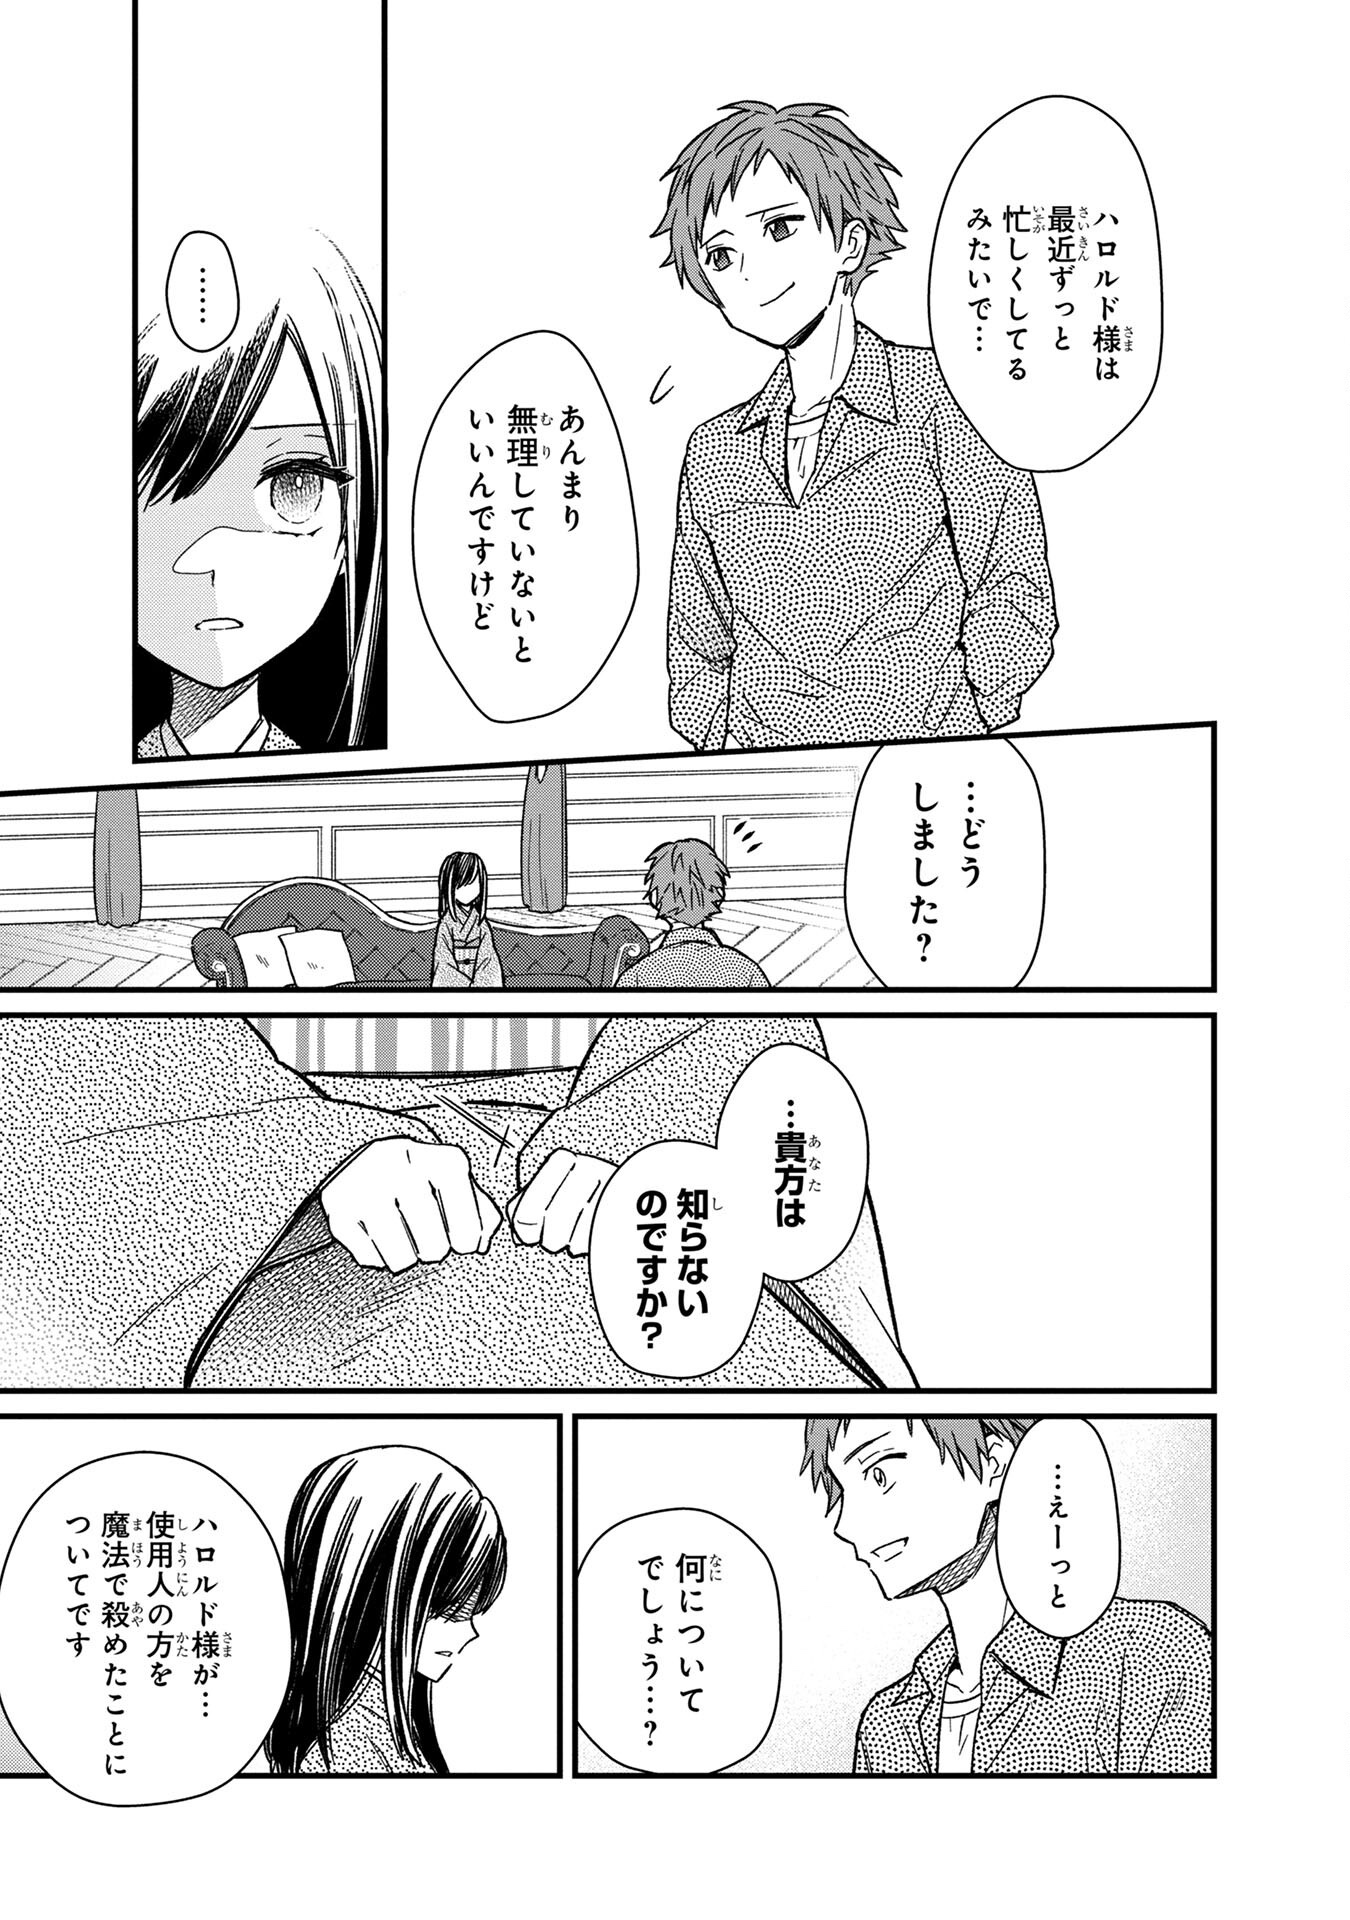 ハロルド様は
最近ずっと
忙しくしてる
みたいで…
あんまり
無理していないと
いいんですけど
……
…どう
しました?
…貴方は
知らない
のですか?
…えーっと
何について
でしょう…?
ハロルド様が…
使用人の方を
魔法で殺めたことに
ついてです